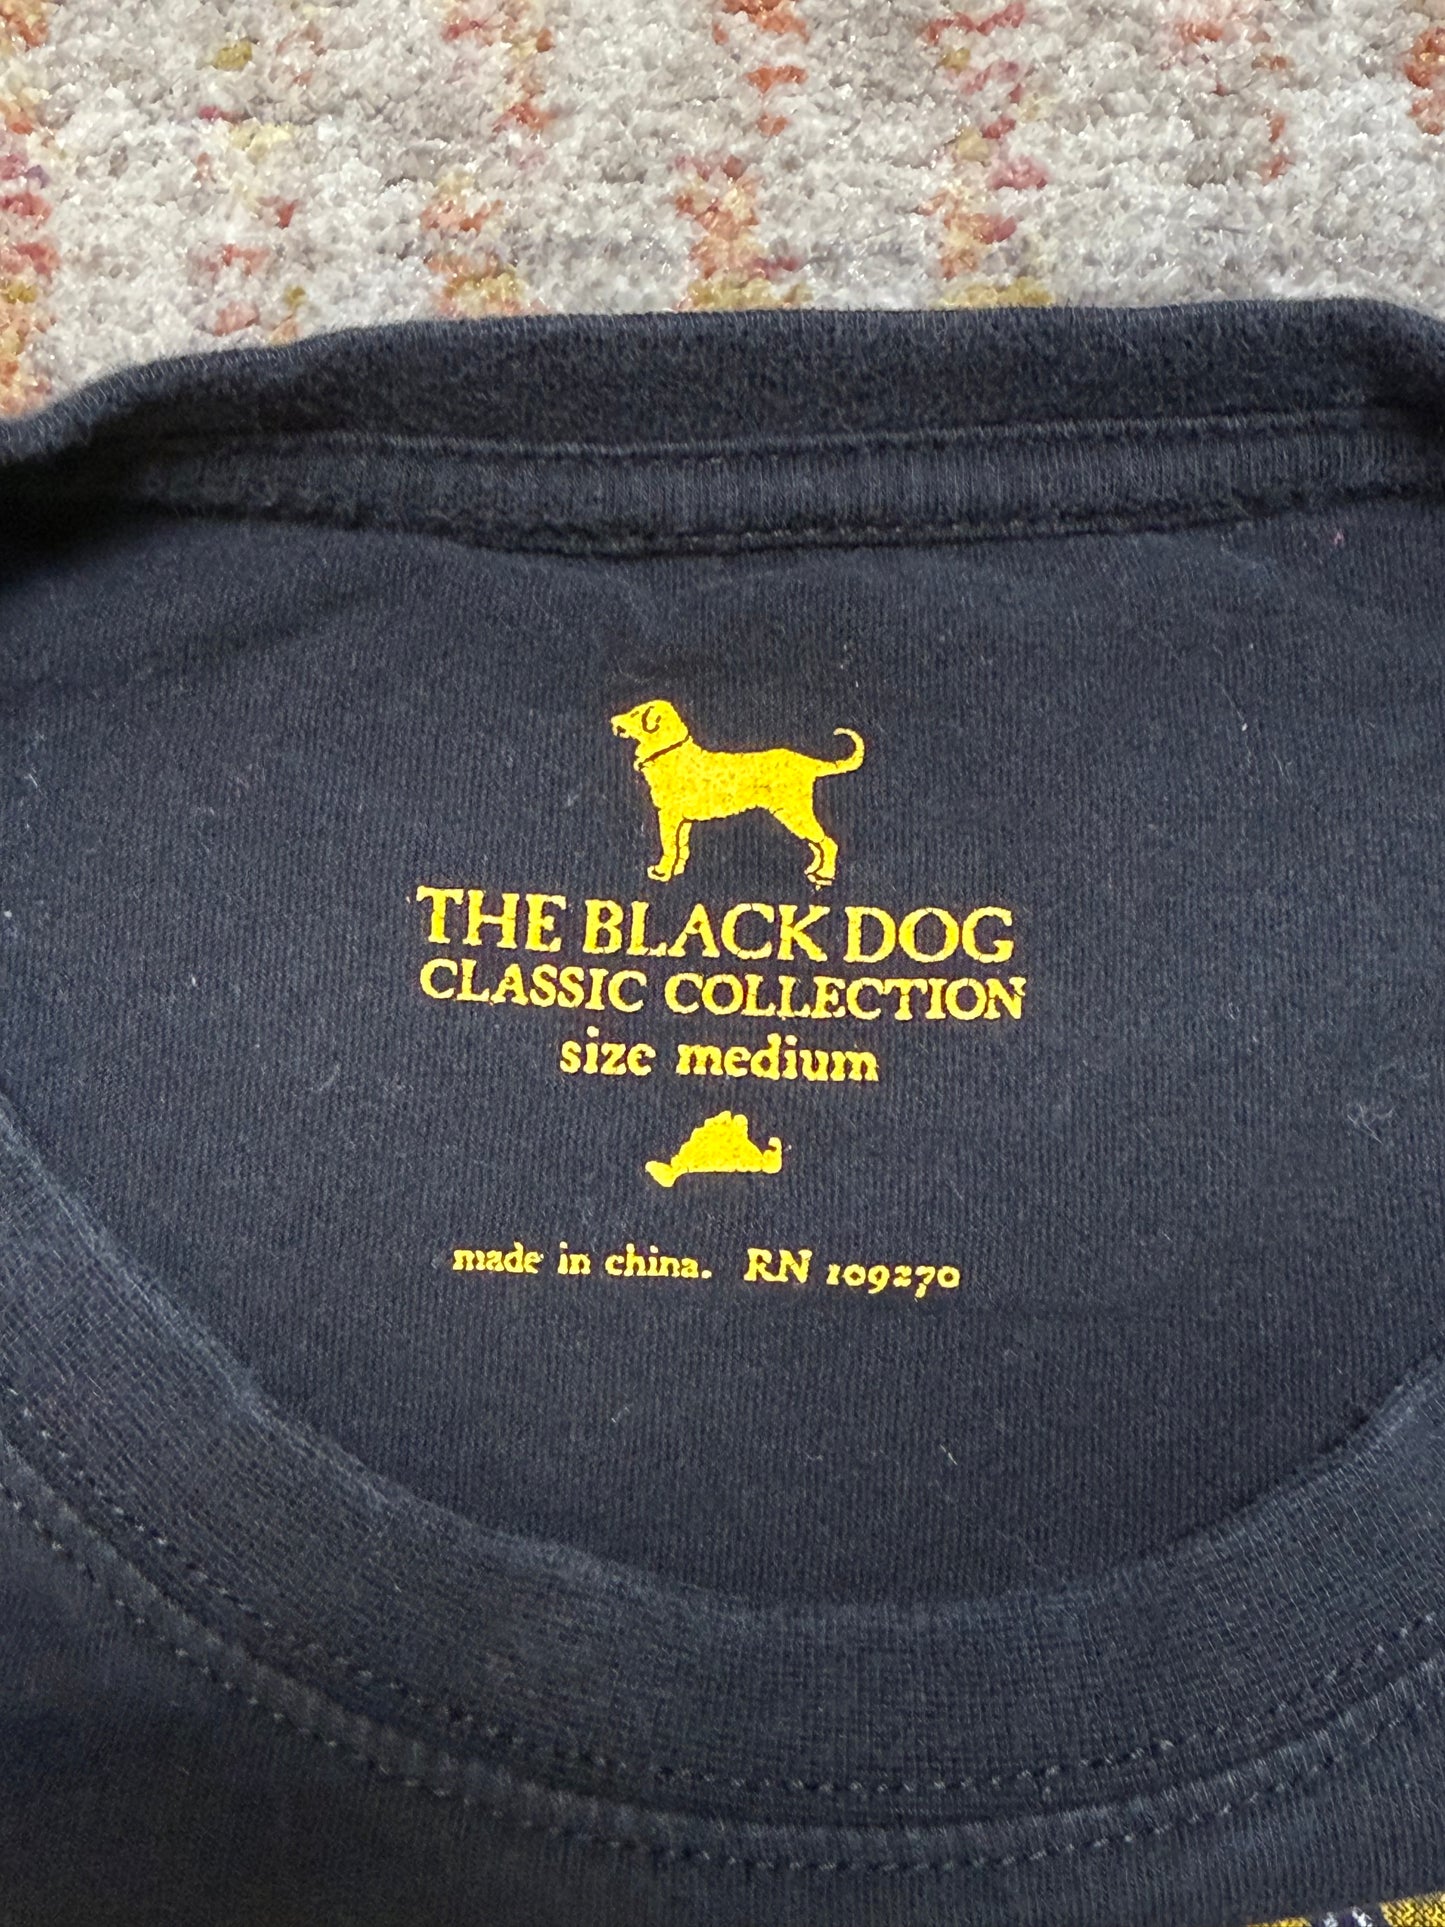 THE BLACK DOG
CLASSIC COLLECTION
size medium
made in china. RN 109270